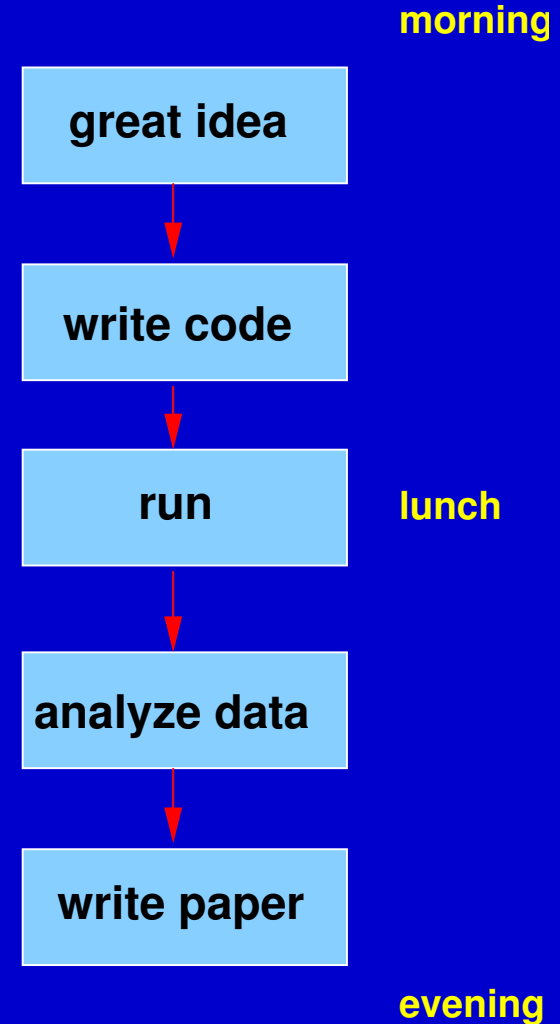 morning
great idea
write code
run
lunch
analyze data
write paper
evening